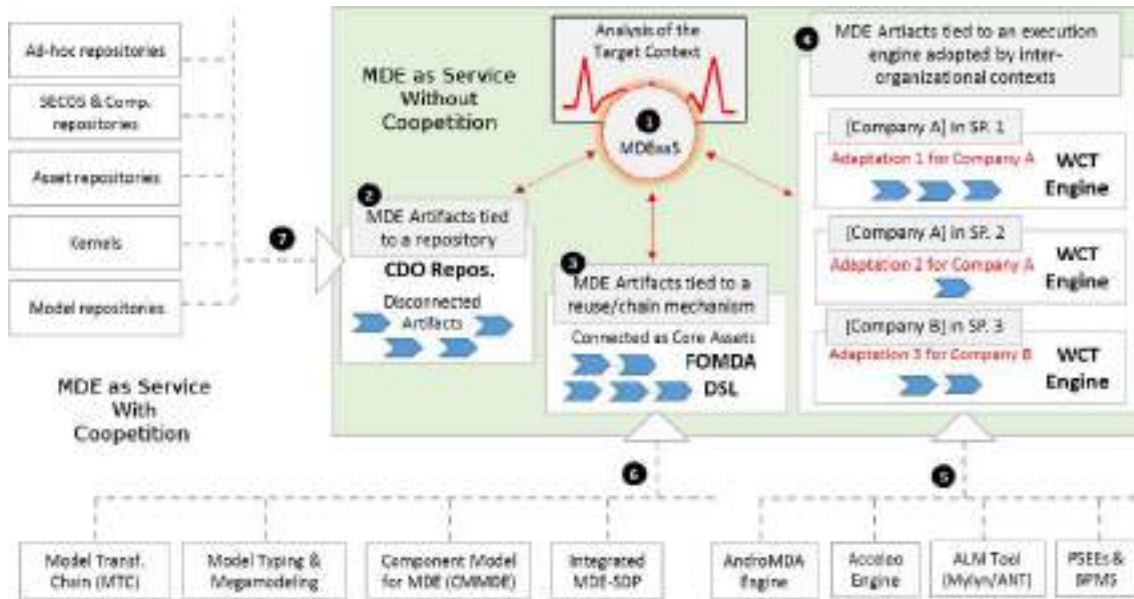 Ad-hoc repositories
SECOS & Comp.
repositories
Asset repositories
Kernels
Model repositories
7
MDE as Service
With
Coopetition
MDE as Service
Without
Coopetition
Analysis of the
Target Context
1
MDEaaS
2
MDE Artifacts tied
to a repository
CDO Repos.
Disconnected
Artifacts
3
MDE Artifacts tied to a
reuse/chain mechanism
Connected as Core Assets
FOMDA
DSL
4
MDE Artiacts tied to an execution
engine adopted by inter-
organizational contexts
[Company A] in SP. 1
Adaptation 1 for Company A
WCT
Engine
[Company A] in SP. 2
Adaptation 2 for Company A
WCT
Engine
[Company B] in SP. 3
Adaptation 3 for Company B
WCT
Engine
6
5
Model Transf.
Chain (MTC)
Model Typing &
Megamodeling
Component Model
for MDE (CMMDE)
Integrated
MDE-SDP
AndroMDA
Engine
Acceleo
Engine
ALM Tool
(Mylyn/ANT)
PSEEs &
BPMS